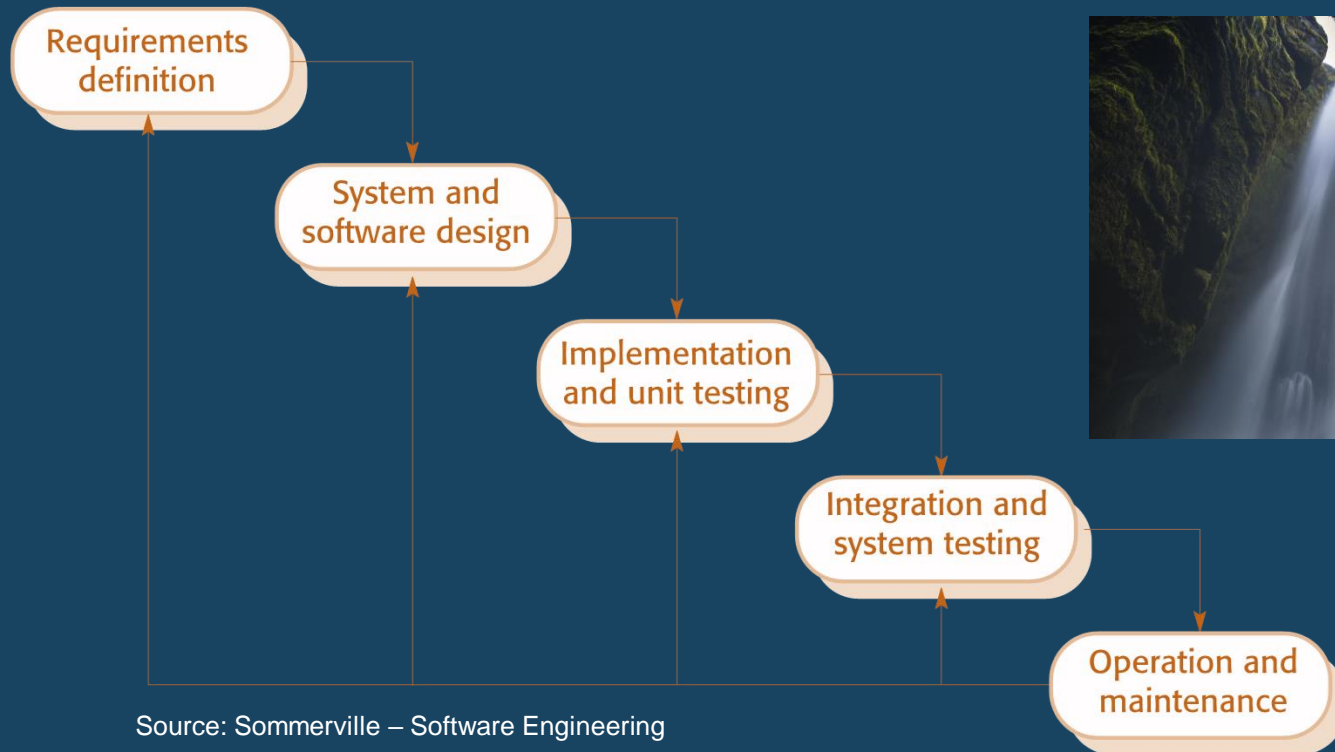 Requirements
definition
System and
software design
Implementation
and unit testing
Integration and
system testing
Operation and
maintenance
Source: Sommerville – Software Engineering